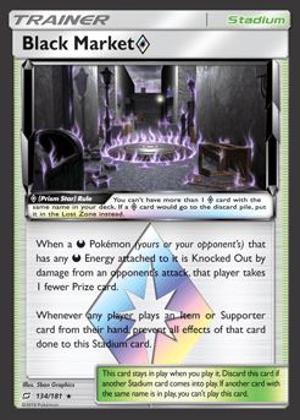 TRAINER Stadium
Black Market ◇
[Prism Star] Rule You can't have more than 1 ◇ card with the
same name in your deck. If a ◇ card would go to the discard pile, put
it in the Lost Zone instead.
When a Pokémon (yours or your opponent's) that
has any Energy attached to it is Knocked Out by
damage from an opponent's attack, that player takes
1 fewer Prize card.
Whenever any player plays an Item or Supporter
card from their hand, prevent all effects of that card
done to this Stadium card.
Illus. 5ban Graphics
134/181 ★
©2019 Pokémon
This card stays in play when you play it. Discard this card if
another Stadium card comes into play. If another card with
the same name is in play, you can't play this card.